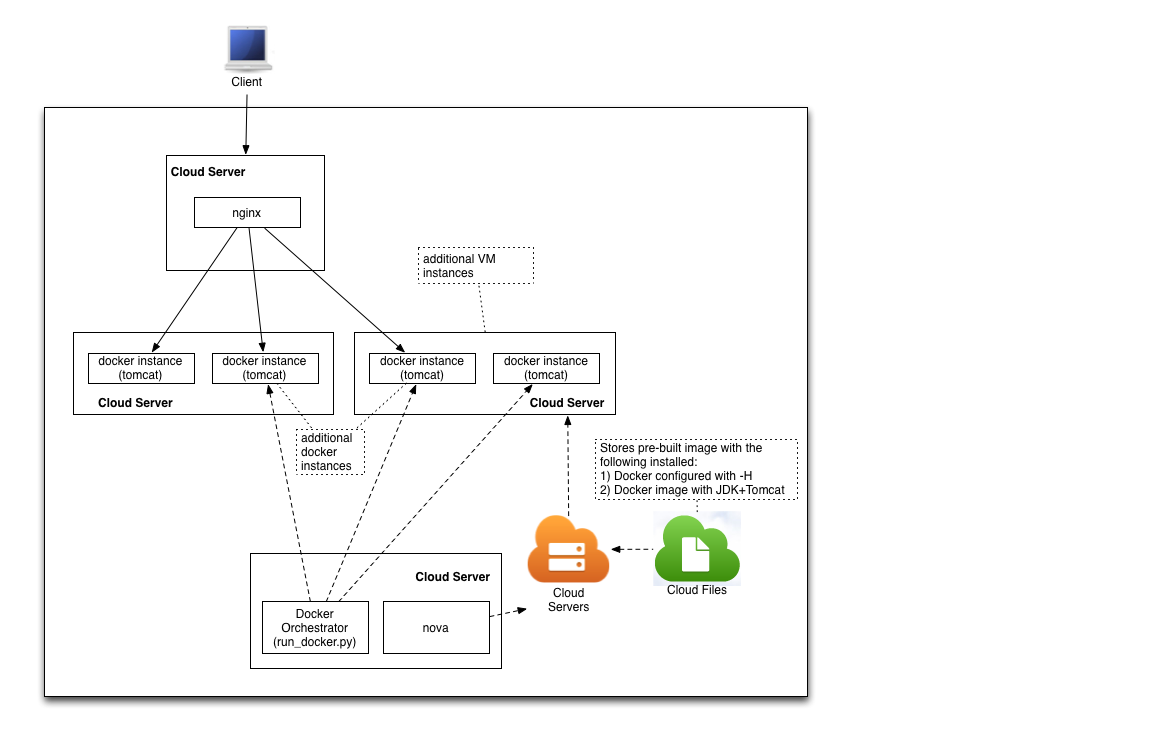 Client
Cloud Server
nginx
additional VM
instances
docker instance
(tomcat)
docker instance
(tomcat)
Cloud Server
docker instance
(tomcat)
docker instance
(tomcat)
Cloud Server
additional
docker
instances
Stores pre-built image with the
following installed:
1) Docker configured with -H
2) Docker image with JDK+Tomcat
Cloud
Servers
Cloud Files
Cloud Server
Docker
Orchestrator
(run_docker.py)
nova